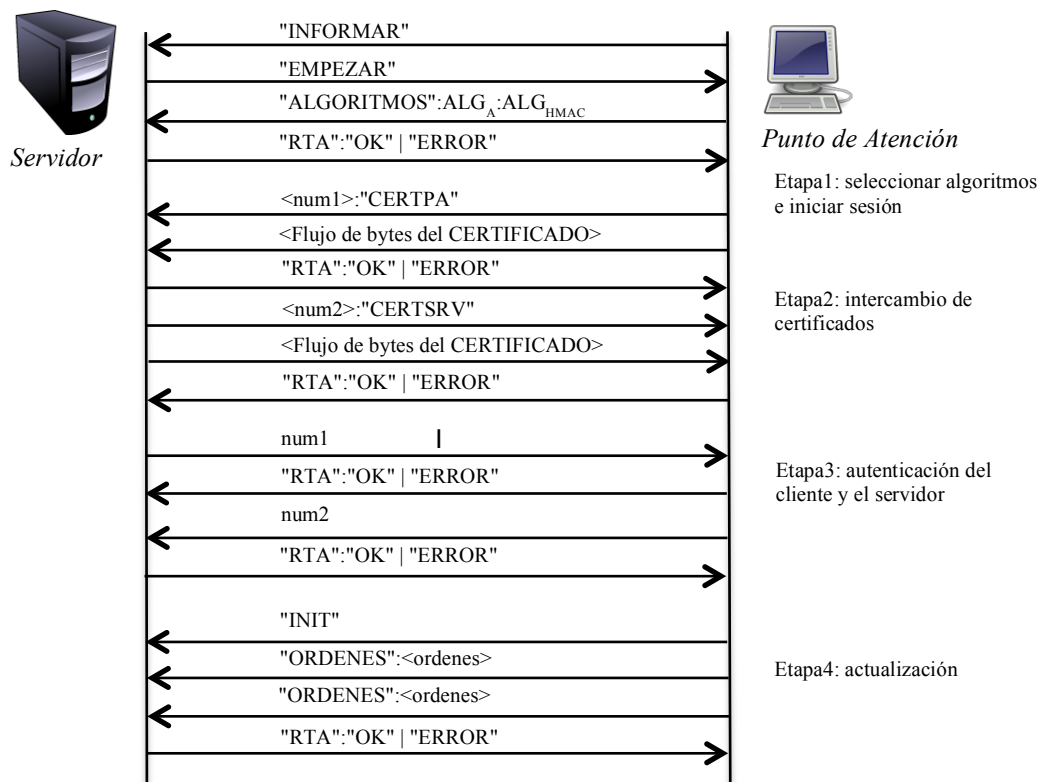 "INFORMAR"
"EMPEZAR"
"ALGORITMOS":ALG_A:ALG_HMAC
"RTA":"OK" | "ERROR"
Servidor
Punto de Atención
Etapa1: seleccionar algoritmos
e iniciar sesión
<num1>:"CERTPA"
<Flujo de bytes del CERTIFICADO>
"RTA":"OK" | "ERROR"
<num2>:"CERTSRV"
<Flujo de bytes del CERTIFICADO>
"RTA":"OK" | "ERROR"
Etapa2: intercambio de
certificados
num1
"RTA":"OK" | "ERROR"
num2
"RTA":"OK" | "ERROR"
Etapa3: autenticación del
cliente y el servidor
"INIT"
"ORDENES":<ordenes>
"ORDENES":<ordenes>
"RTA":"OK" | "ERROR"
Etapa4: actualización